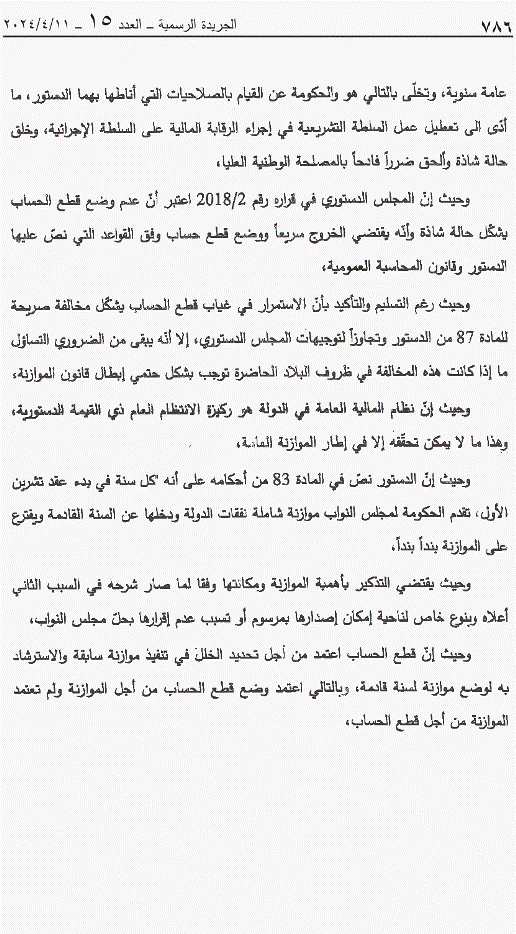 ٧٨٦ الجريدة الرسمية ــ العدد ١٥ ــ ٢٠٢٤/٤/١١
عامة سنوية، وتخلّى بالتالي هو والحكومة عن القيام بالصلاحيات التي أناطها بهما الدستور، ما
أدّى الى تعطيل عمل السلطة التشريعية في إجراء الرقابة المالية على السلطة الإجرائية، وخلق
حالة شاذة وألحق ضرراً فادحاً بالمصلحة الوطنية العليا،
وحيث إنّ المجلس الدستوري في قراره رقم 2018/2 اعتبر أنّ عدم وضع قطع الحساب
يشكّل حالة شاذة وأنّه يقتضي الخروج سريعاً ووضع قطع حساب وفق القواعد التي نصّ عليها
الدستور وقانون المحاسبة العمومية،
وحيث رغم التسليم والتأكيد بأنّ الاستمرار في غياب قطع الحساب يشكّل مخالفة صريحة
للمادة 87 من الدستور وتجاوزاً لتوجيهات المجلس الدستوري، إلا أنّه يبقى من الضروري التساؤل
ما إذا كانت هذه المخالفة في ظروف البلاد الحاضرة توجب بشكل حتمي إبطال قانون الموازنة،
وحيث إنّ نظام المالية العامة في الدولة هو ركيزة الانتظام العام ذي القيمة الدستورية،
وهذا ما لا يمكن تحقّقه إلا في إطار الموازنة العامة،
وحيث إنّ الدستور نصّ في المادة 83 من أحكامه على أنه "كل سنة في بدء عقد تشرين
الأول، تقدم الحكومة لمجلس النواب موازنة شاملة نفقات الدولة ودخلها عن السنة القادمة ويقترع
على الموازنة بنداً بنداً،
وحيث يقتضي التذكير بأهمية الموازنة ومكانتها وفقا لما صار شرحه في السبب الثاني
أعلاه وبنوع خاص لناحية إمكان إصدارها بمرسوم أو تسبب عدم إقرارها بحلّ مجلس النواب،
وحيث إنّ قطع الحساب اعتمد من أجل تحديد الخلل في تنفيذ موازنة سابقة والاسترشاد
به لوضع موازنة لسنة قادمة، وبالتالي اعتمد وضع قطع الحساب من أجل الموازنة ولم تعتمد
الموازنة من أجل قطع الحساب،